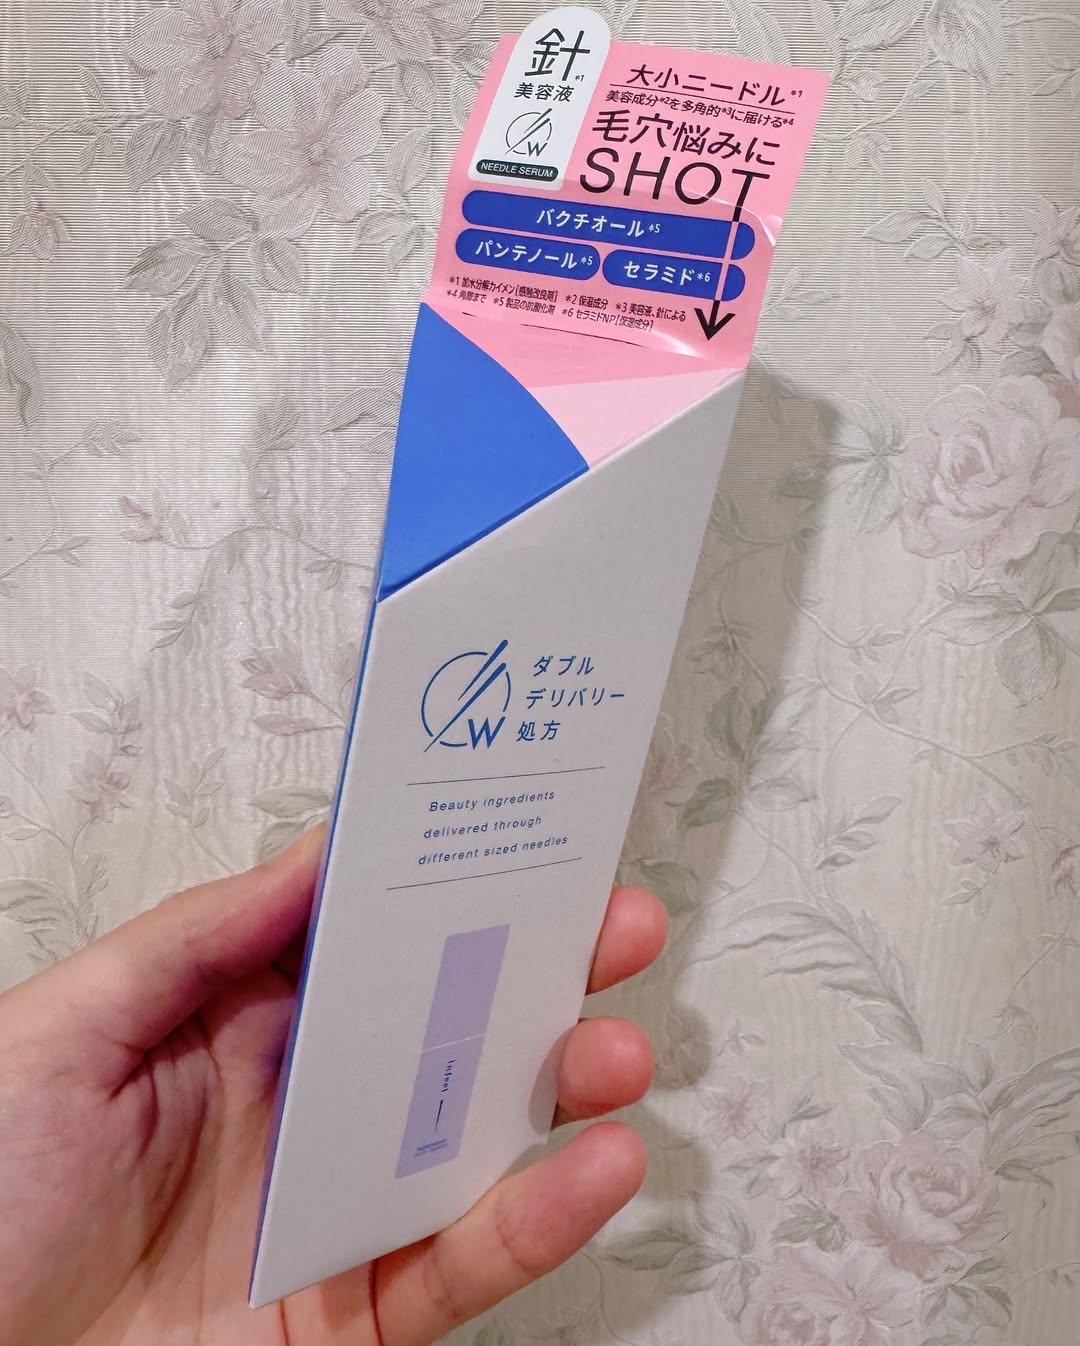 針*1
美容液
W
NEEDLE SERUM
大小ニードル*1
美容成分*2を多角的*3に届ける*4
毛穴悩みに
SHOT
バクチオール*5
パンテノール*5
セラミド*6
*1 加水分解カイメン[感触改良剤] *2 保湿成分 *3 美容液、針による
*4 角層まで *5 製品の抗酸化剤 *6 セラミドNP[保湿成分]
W
ダブル
デリバリー
処方
Beauty ingredients
delivered through
different sized needles
Infeel